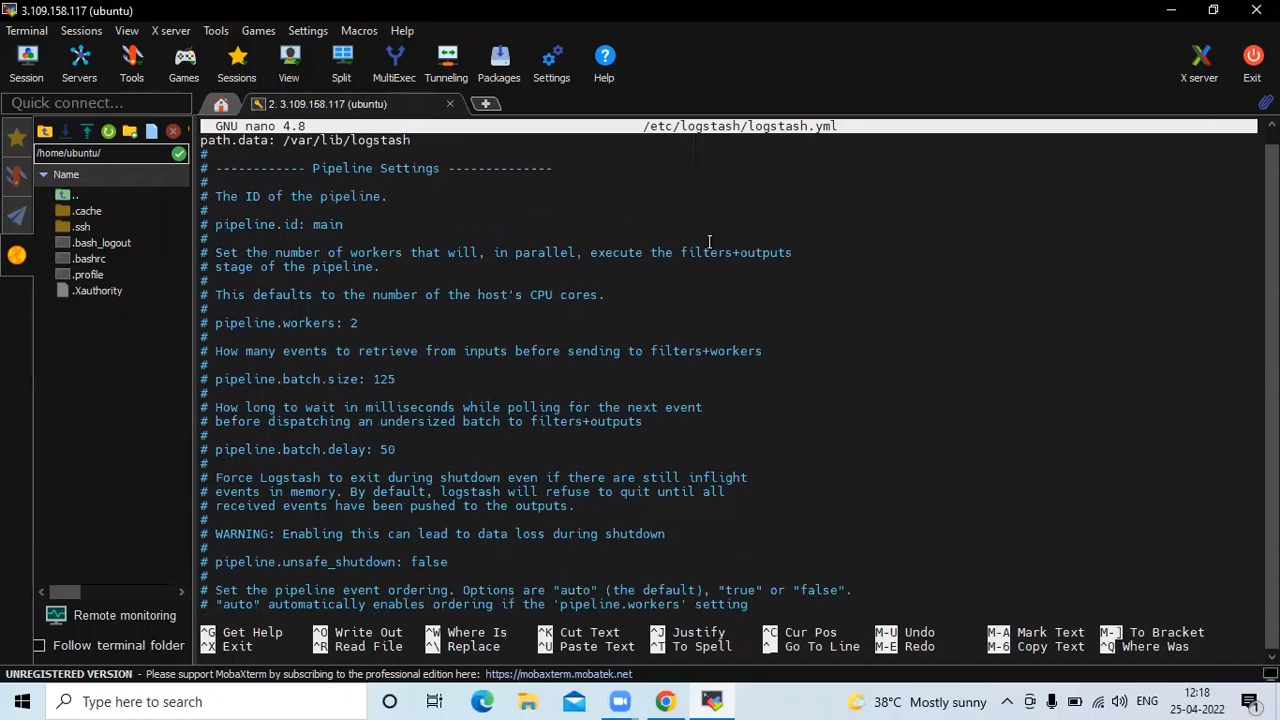 3.109.158.117 (ubuntu)
Terminal Sessions View X server Tools Games Settings Macros Help
Session Servers Tools Games Sessions View Split MultiExec Tunneling Packages Settings Help X server Exit
Quick connect...
2. 3.109.158.117 (ubuntu)
/home/ubuntu/
Name
..
.cache
.ssh
.bash_logout
.bashrc
.profile
.Xauthority
Remote monitoring
Follow terminal folder
GNU nano 4.8 /etc/logstash/logstash.yml
path.data: /var/lib/logstash
#
# ------------ Pipeline Settings --------------
#
# The ID of the pipeline.
#
# pipeline.id: main
#
# Set the number of workers that will, in parallel, execute the filters+outputs
# stage of the pipeline.
#
# This defaults to the number of the host's CPU cores.
#
# pipeline.workers: 2
#
# How many events to retrieve from inputs before sending to filters+workers
#
# pipeline.batch.size: 125
#
# How long to wait in milliseconds while polling for the next event
# before dispatching an undersized batch to filters+outputs
#
# pipeline.batch.delay: 50
#
# Force Logstash to exit during shutdown even if there are still inflight
# events in memory. By default, logstash will refuse to quit until all
# received events have been pushed to the outputs.
#
# WARNING: Enabling this can lead to data loss during shutdown
#
# pipeline.unsafe_shutdown: false
#
# Set the pipeline event ordering. Options are "auto" (the default), "true" or "false".
# "auto" automatically enables ordering if the 'pipeline.workers' setting
^G Get Help ^O Write Out ^W Where Is ^K Cut Text ^J Justify ^C Cur Pos M-U Undo M-A Mark Text M-] To Bracket
^X Exit ^R Read File ^\ Replace ^U Paste Text ^T To Spell ^_ Go To Line M-E Redo M-6 Copy Text ^Q Where Was
UNREGISTERED VERSION - Please support MobaXterm by subscribing to the professional edition here: https://mobaxterm.mobatek.net
Type here to search
38°C Mostly sunny
ENG
12:18
25-04-2022
1